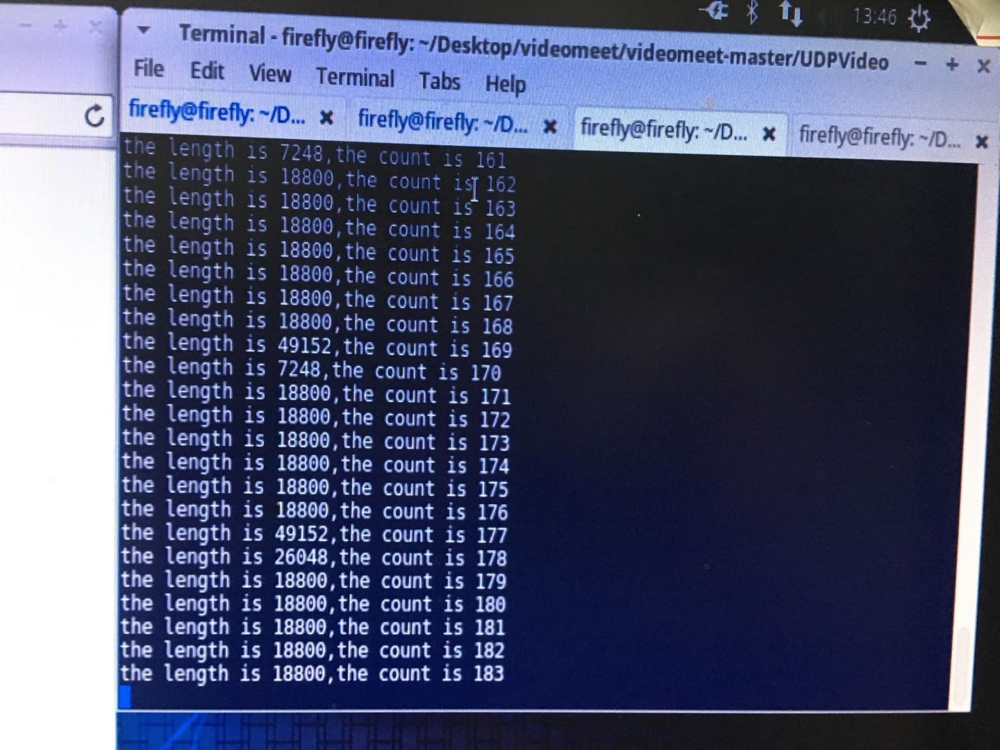 13:46
Terminal - firefly@firefly: ~/Desktop/videomeet/videomeet-master/UDPVideo
File Edit View Terminal Tabs Help
firefly@firefly: ~/D... firefly@firefly: ~/D... firefly@firefly: ~/D... firefly@firefly: ~/D...
the length is 7248,the count is 161
the length is 18800,the count is 162
the length is 18800,the count is 163
the length is 18800,the count is 164
the length is 18800,the count is 165
the length is 18800,the count is 166
the length is 18800,the count is 167
the length is 18800,the count is 168
the length is 49152,the count is 169
the length is 7248,the count is 170
the length is 18800,the count is 171
the length is 18800,the count is 172
the length is 18800,the count is 173
the length is 18800,the count is 174
the length is 18800,the count is 175
the length is 18800,the count is 176
the length is 49152,the count is 177
the length is 26048,the count is 178
the length is 18800,the count is 179
the length is 18800,the count is 180
the length is 18800,the count is 181
the length is 18800,the count is 182
the length is 18800,the count is 183